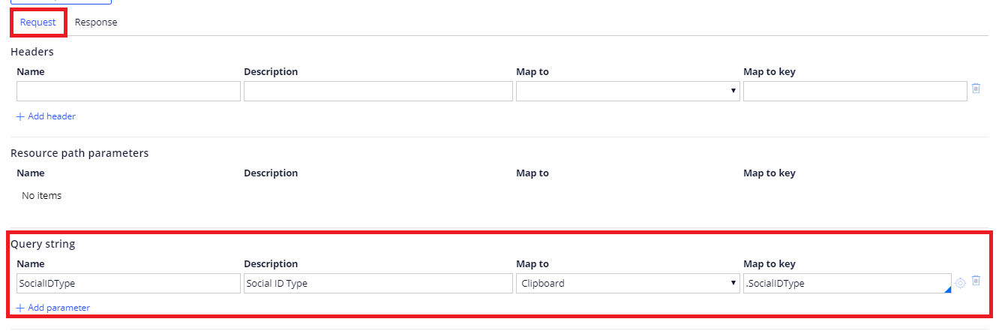 Request Response
Headers
Name Description Map to Map to key
+ Add header
Resource path parameters
Name Description Map to Map to key
No items
Query string
Name Description Map to Map to key
SocialIDType Social ID Type Clipboard .SocialIDType
+ Add parameter